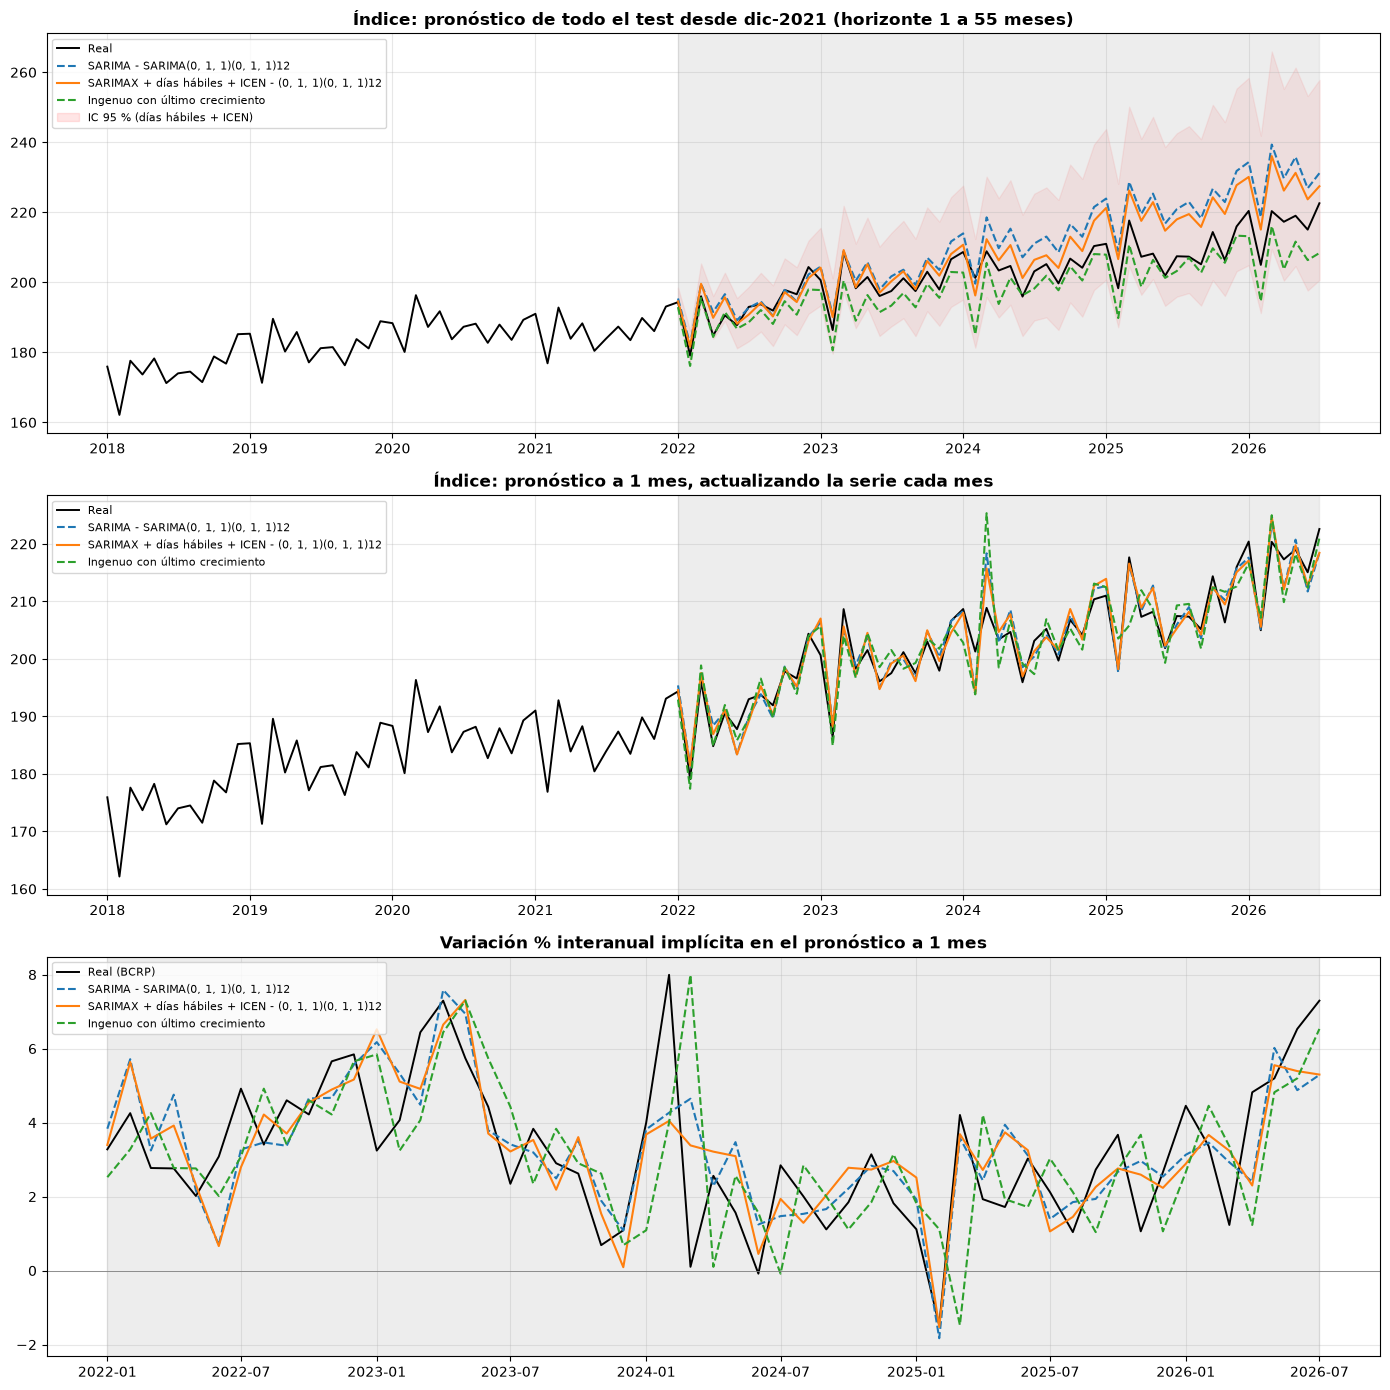 Índice: pronóstico de todo el test desde dic-2021 (horizonte 1 a 55 meses)
Real
SARIMA - SARIMA(0, 1, 1)(0, 1, 1)12
SARIMAX + días hábiles + ICEN - (0, 1, 1)(0, 1, 1)12
Ingenuo con último crecimiento
IC 95 % (días hábiles + ICEN)
260
240
220
200
180
160
2018 2019 2020 2021 2022 2023 2024 2025 2026
Índice: pronóstico a 1 mes, actualizando la serie cada mes
Real
SARIMA - SARIMA(0, 1, 1)(0, 1, 1)12
SARIMAX + días hábiles + ICEN - (0, 1, 1)(0, 1, 1)12
Ingenuo con último crecimiento
220
210
200
190
180
170
160
2018 2019 2020 2021 2022 2023 2024 2025 2026
Variación % interanual implícita en el pronóstico a 1 mes
Real (BCRP)
SARIMA - SARIMA(0, 1, 1)(0, 1, 1)12
SARIMAX + días hábiles + ICEN - (0, 1, 1)(0, 1, 1)12
Ingenuo con último crecimiento
8
6
4
2
0
−2
2022-01 2022-07 2023-01 2023-07 2024-01 2024-07 2025-01 2025-07 2026-01 2026-07